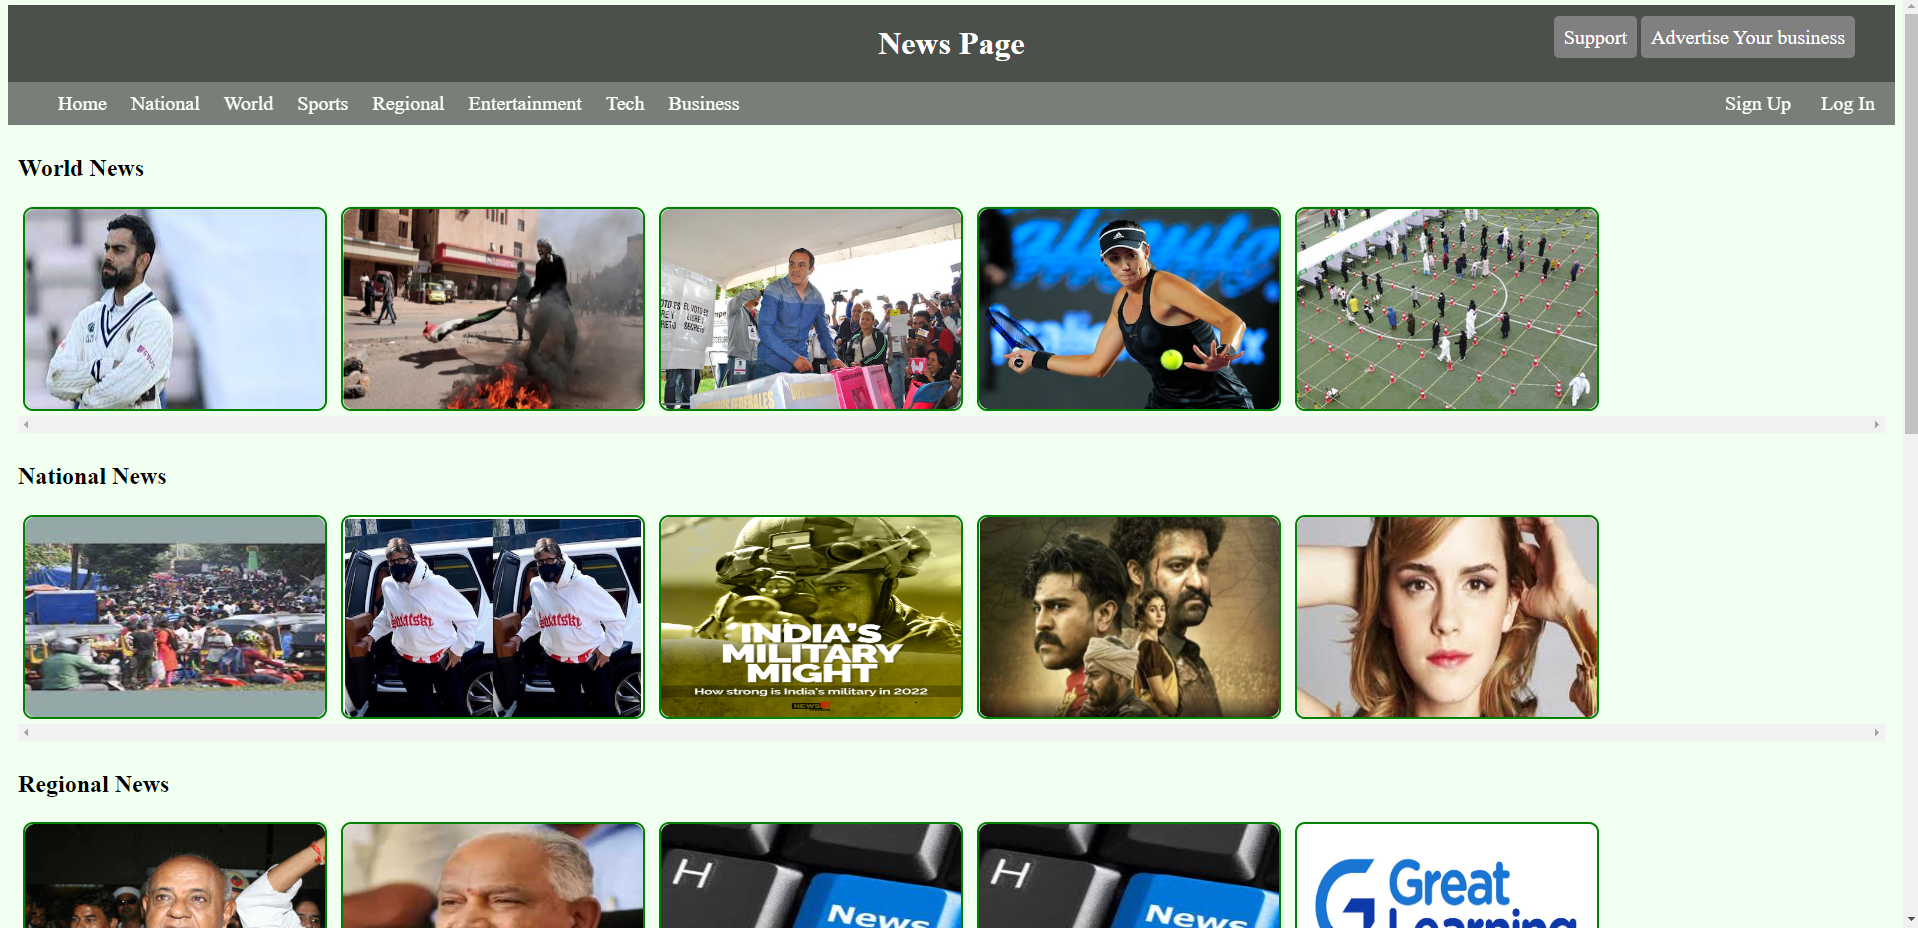 News Page
Support
Advertise Your business
Home
National
World
Sports
Regional
Entertainment
Tech
Business
Sign Up
Log In
World News
National News
INDIA'S
MILITARY
MIGHT
How strong is India's military in 2022
Regional News
H
News
H
News
Great
Learning